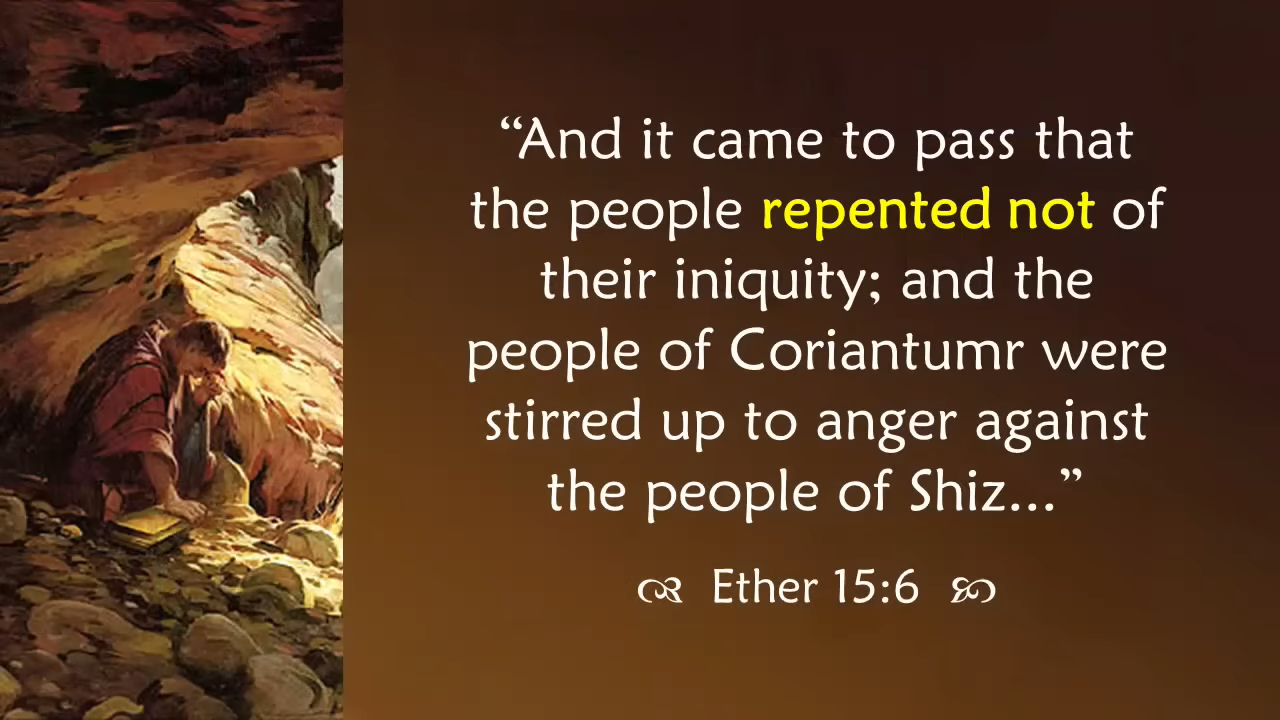 “And it came to pass that
the people repented not of
their iniquity; and the
people of Coriantumr were
stirred up to anger against
the people of Shiz...”
Ether 15:6